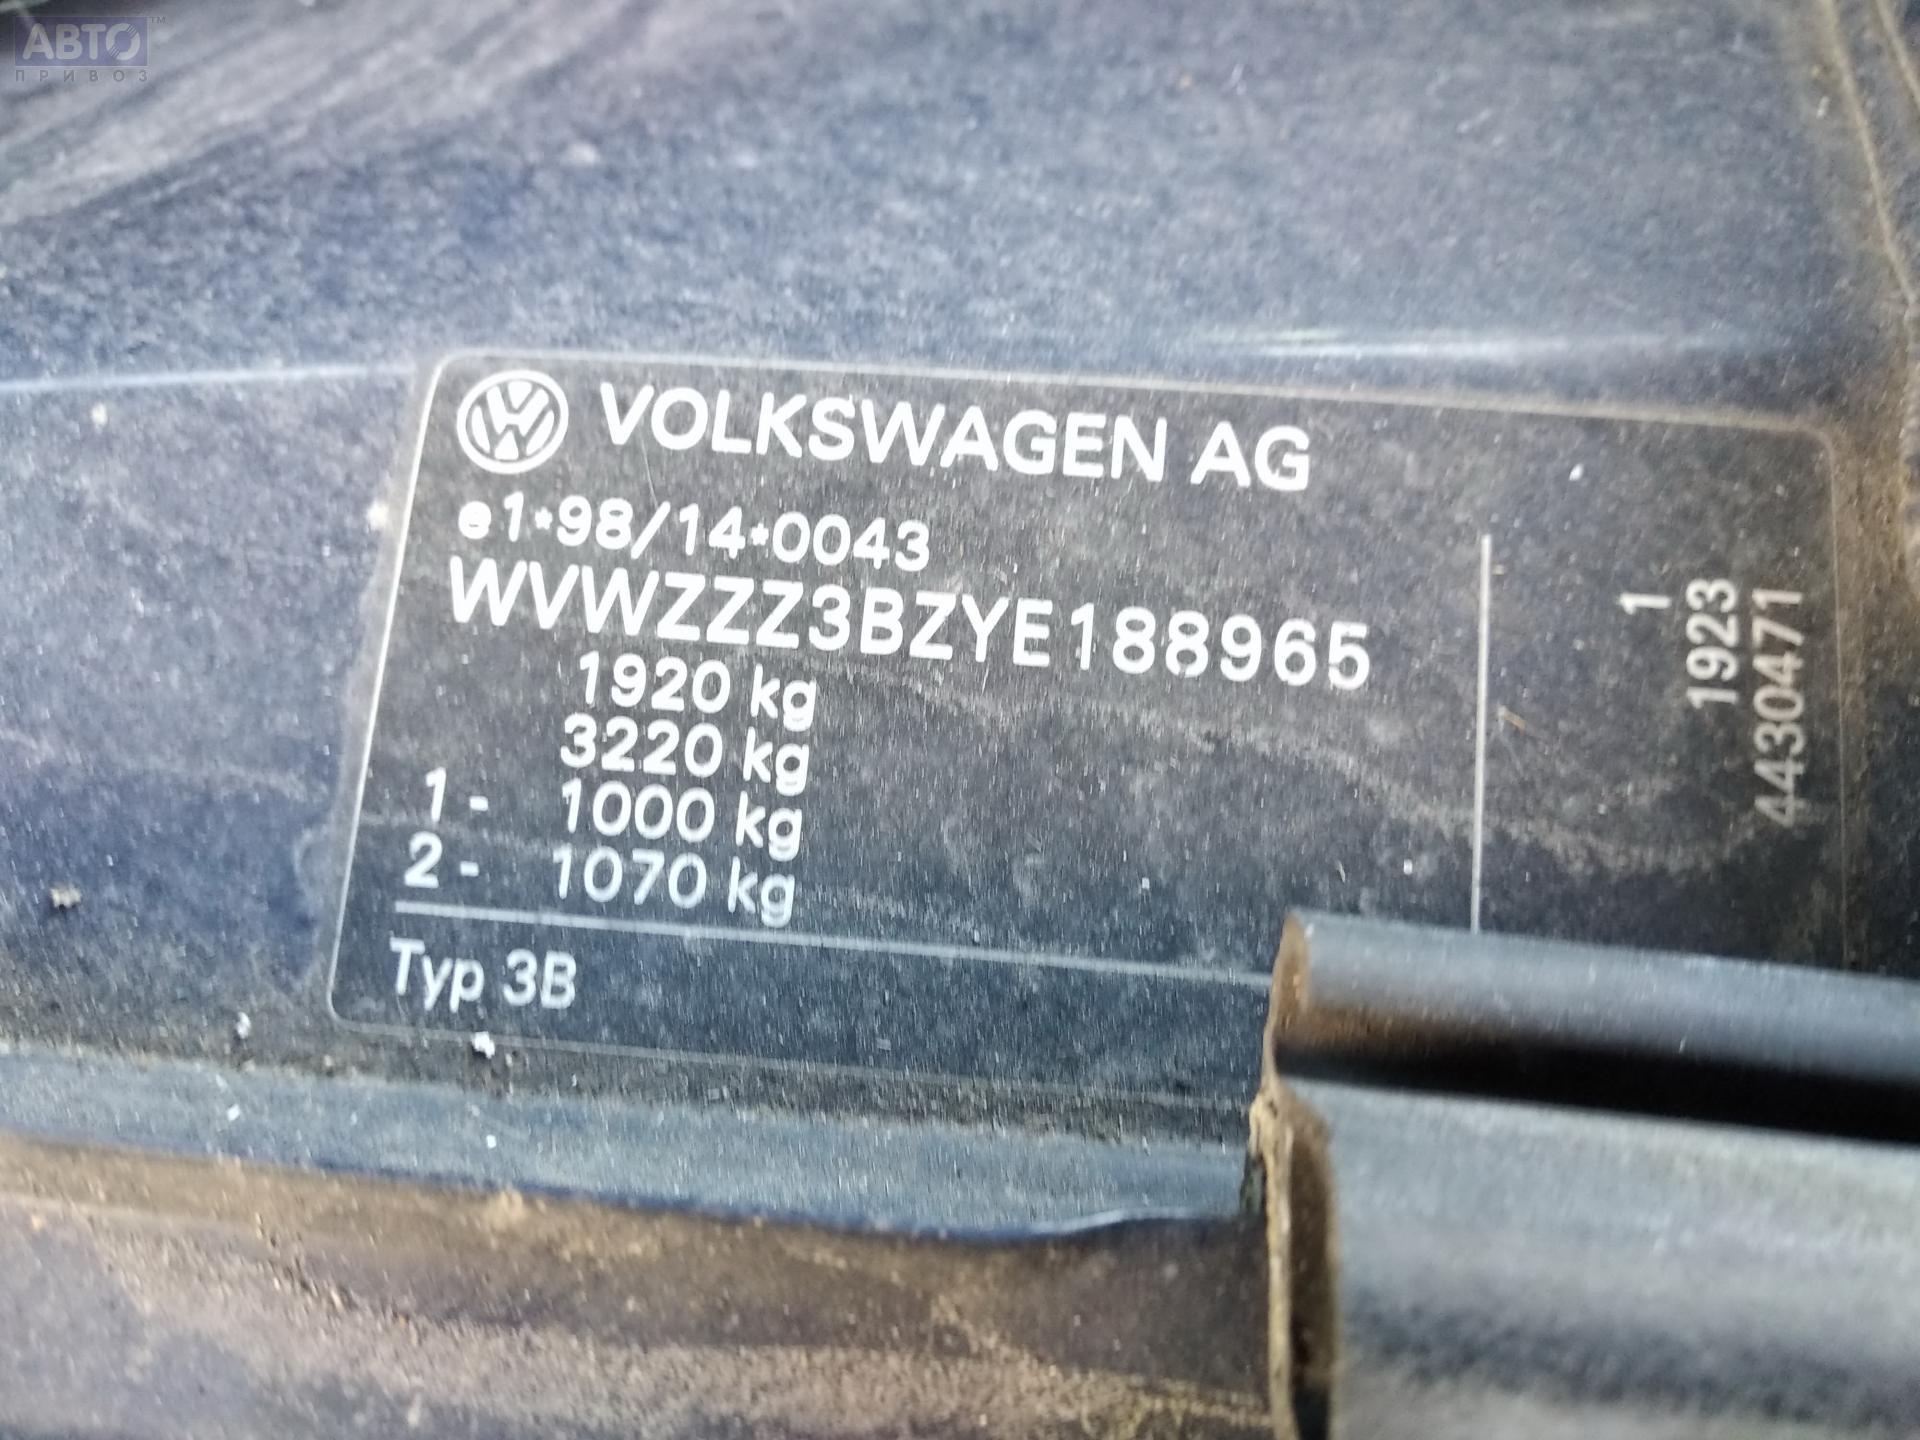 АВТО™
ПРИВОЗ
VOLKSWAGEN AG
e1*98/14*0043
WVWZZZ3BZYE188965
1920 kg
3220 kg
1- 1000 kg
2- 1070 kg
Typ 3B
1
1923
4430471